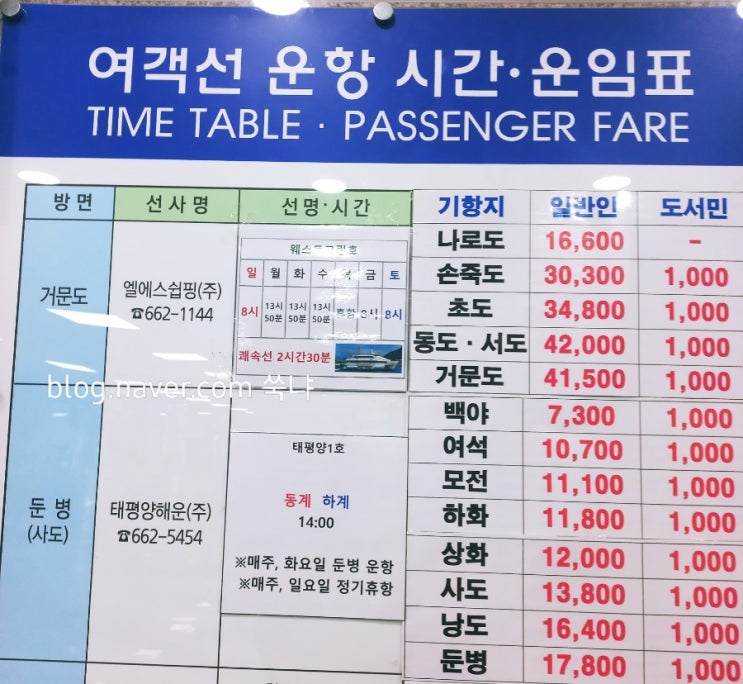 여객선 운항 시간·운임표
TIME TABLE · PASSENGER FARE
방면 선사명 선명·시간 기항지 일반인 도서민
거문도
엘에스쉽핑(주)
☎662-1144
일 월 화 수 금 토
8시 13시50분 13시50분 13시50분 휴항 8시 8시
쾌속선 2시간30분
나로도 16,600 -
손죽도 30,300 1,000
초도 34,800 1,000
동도·서도 42,000 1,000
거문도 41,500 1,000
blog.naver.com 쑥냐
둔병
(사도)
태평양해운(주)
☎662-5454
태평양1호
동계 하계
14:00
※매주, 화요일 둔병 운항
※매주, 일요일 정기휴항
백야 7,300 1,000
여석 10,700 1,000
모전 11,100 1,000
하화 11,800 1,000
상화 12,000 1,000
사도 13,800 1,000
낭도 16,400 1,000
둔병 17,800 1,000